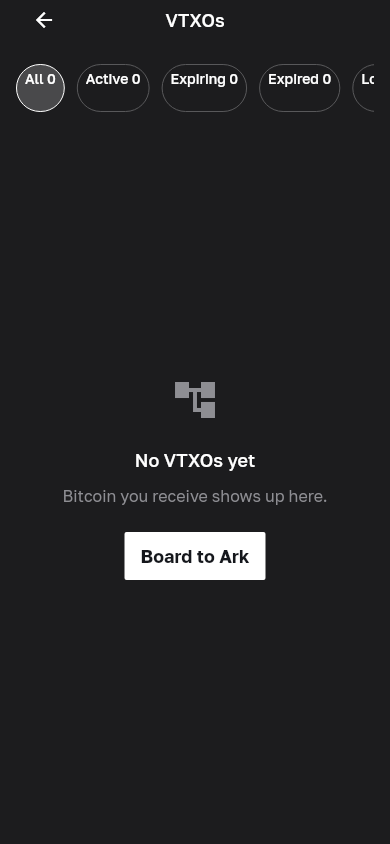 VTXOs
All 0
Active 0
Expiring 0
Expired 0
No VTXOs yet
Bitcoin you receive shows up here.
Board to Ark